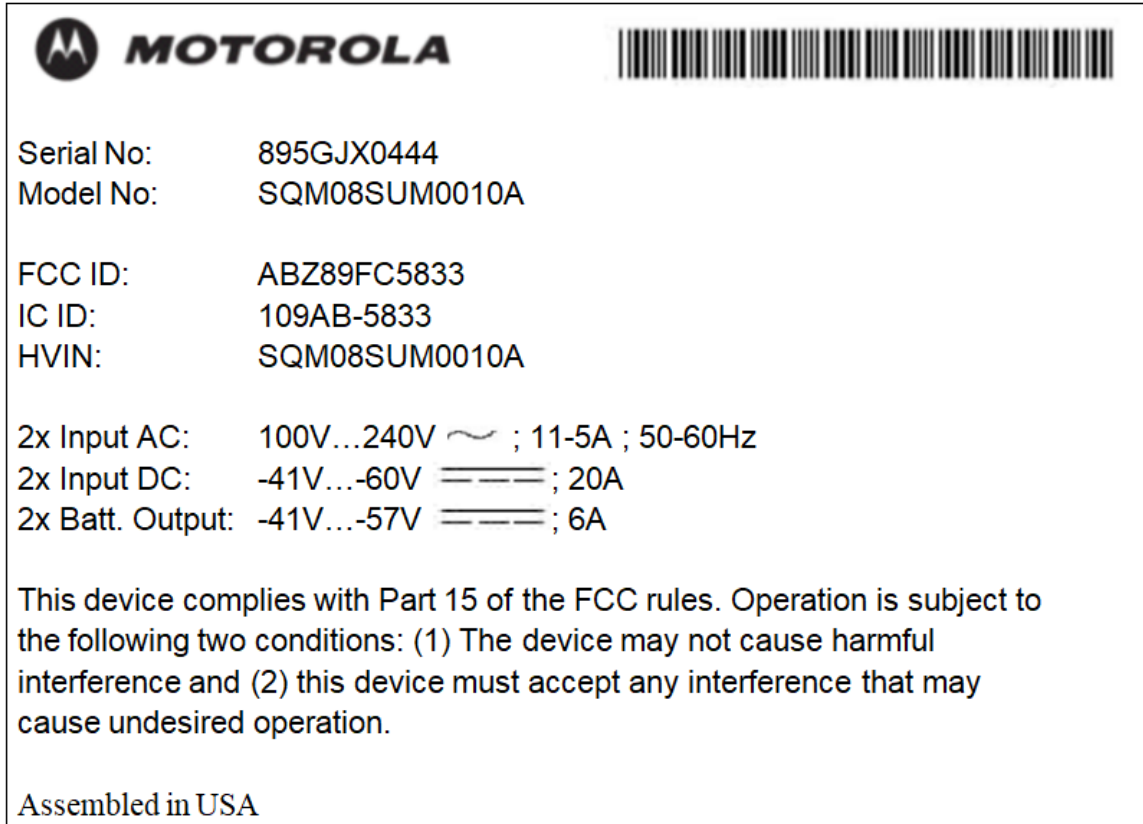 MOTOROLA
Serial No: 895GJX0444
Model No: SQM08SUM0010A
FCC ID: ABZ89FC5833
IC ID: 109AB-5833
HVIN: SQM08SUM0010A
2x Input AC: 100V...240V ; 11-5A ; 50-60Hz
2x Input DC: -41V...-60V ; 20A
2x Batt. Output: -41V...-57V ; 6A
This device complies with Part 15 of the FCC rules. Operation is subject to
the following two conditions: (1) The device may not cause harmful
interference and (2) this device must accept any interference that may
cause undesired operation.
Assembled in USA